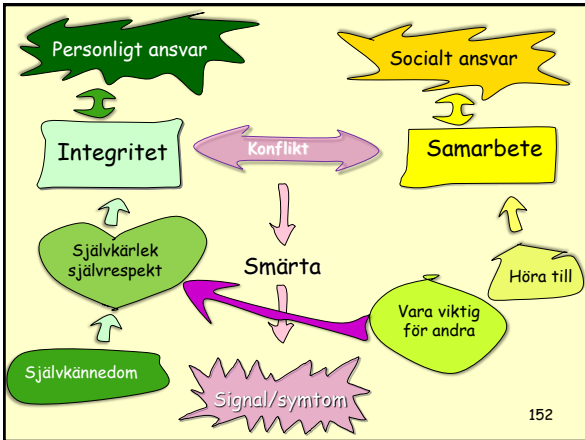 Personligt ansvar
Socialt ansvar
Integritet
Konflikt
Samarbete
Självkärlek
självrespekt
Smärta
Höra till
Vara viktig
för andra
Självkännedom
Signal/symtom
152